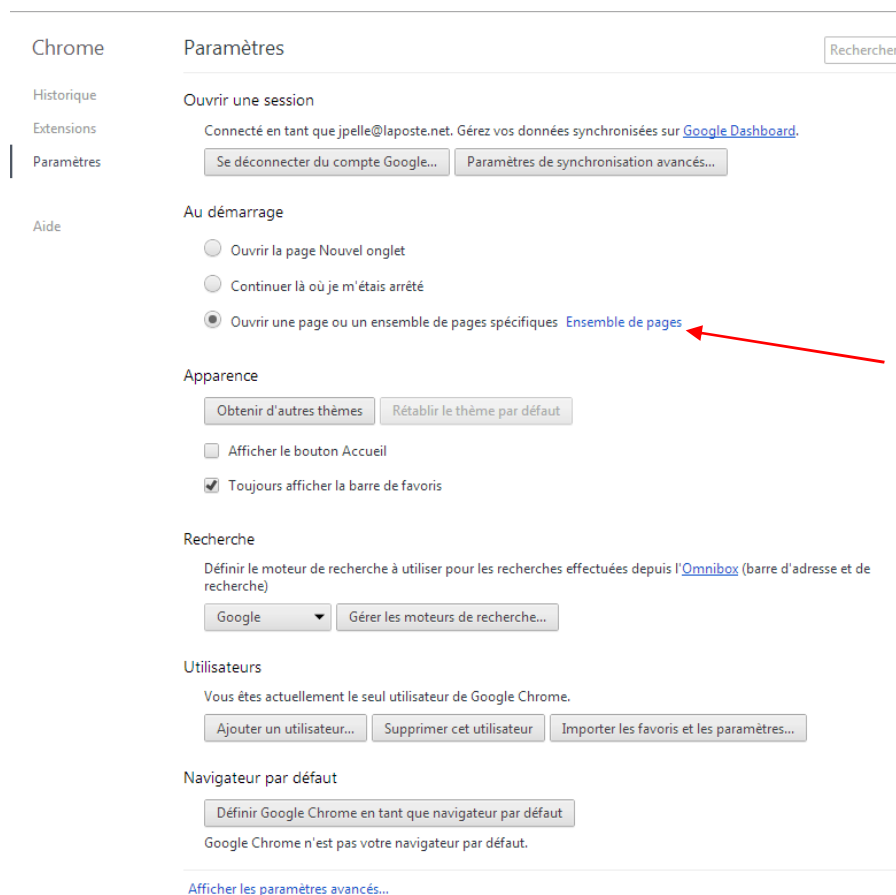 Chrome
Paramètres
Rechercher
Historique
Extensions
Paramètres
Aide
Ouvrir une session
Connecté en tant que jpelle@laposte.net. Gérez vos données synchronisées sur Google Dashboard.
Se déconnecter du compte Google...
Paramètres de synchronisation avancés...
Au démarrage
Ouvrir la page Nouvel onglet
Continuer là où je m'étais arrêté
Ouvrir une page ou un ensemble de pages spécifiques Ensemble de pages
Apparence
Obtenir d'autres thèmes
Rétablir le thème par défaut
Afficher le bouton Accueil
Toujours afficher la barre de favoris
Recherche
Définir le moteur de recherche à utiliser pour les recherches effectuées depuis l'Omnibox (barre d'adresse et de
recherche)
Google
Gérer les moteurs de recherche...
Utilisateurs
Vous êtes actuellement le seul utilisateur de Google Chrome.
Ajouter un utilisateur...
Supprimer cet utilisateur
Importer les favoris et les paramètres...
Navigateur par défaut
Définir Google Chrome en tant que navigateur par défaut
Google Chrome n'est pas votre navigateur par défaut.
Afficher les paramètres avancés...